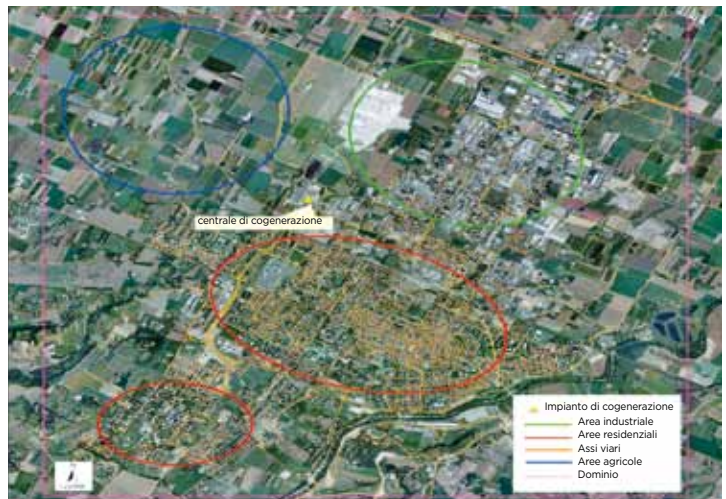 centrale di cogenerazione
Impianto di cogenerazione
Area industriale
Aree residenziali
Assi viari
Aree agricole
Dominio